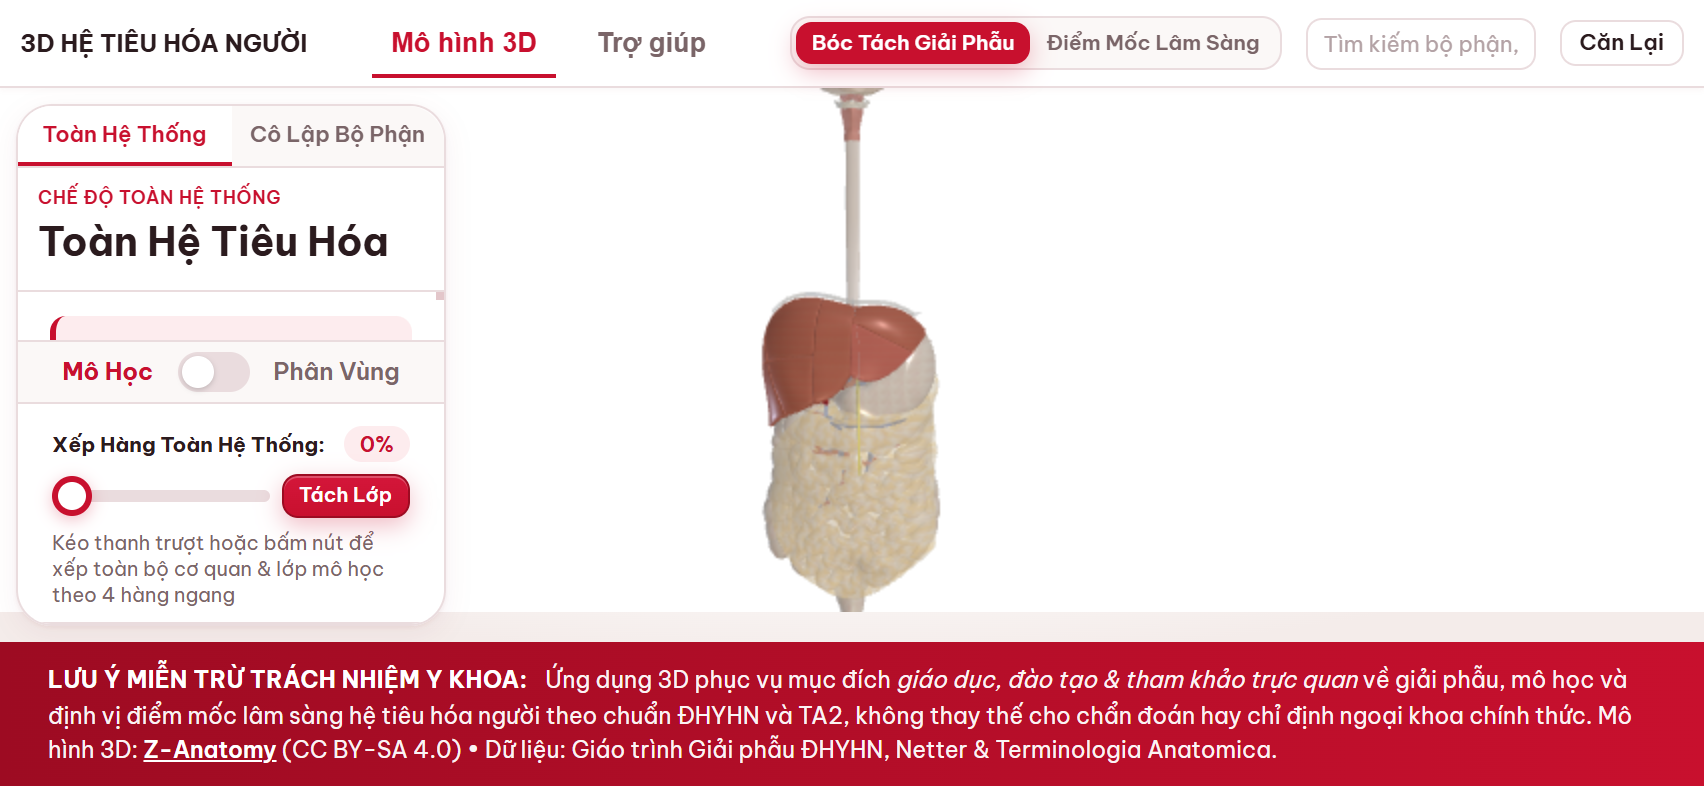 3D HỆ TIÊU HÓA NGƯỜI
Mô hình 3D
Trợ giúp
Bóc Tách Giải Phẫu
Điểm Mốc Lâm Sàng
Tìm kiếm bộ phận,
Căn Lại
Toàn Hệ Thống
Cô Lập Bộ Phận
CHẾ ĐỘ TOÀN HỆ THỐNG
Toàn Hệ Tiêu Hóa
Mô Học
Phân Vùng
Xếp Hàng Toàn Hệ Thống:
0%
Tách Lớp
Kéo thanh trượt hoặc bấm nút để
xếp toàn bộ cơ quan & lớp mô học
theo 4 hàng ngang
LƯU Ý MIỄN TRỪ TRÁCH NHIỆM Y KHOA: Ứng dụng 3D phục vụ mục đích giáo dục, đào tạo & tham khảo trực quan về giải phẫu, mô học và
định vị điểm mốc lâm sàng hệ tiêu hóa người theo chuẩn ĐHYHN và TA2, không thay thế cho chẩn đoán hay chỉ định ngoại khoa chính thức. Mô
hình 3D: Z-Anatomy (CC BY-SA 4.0) • Dữ liệu: Giáo trình Giải phẫu ĐHYHN, Netter & Terminologia Anatomica.